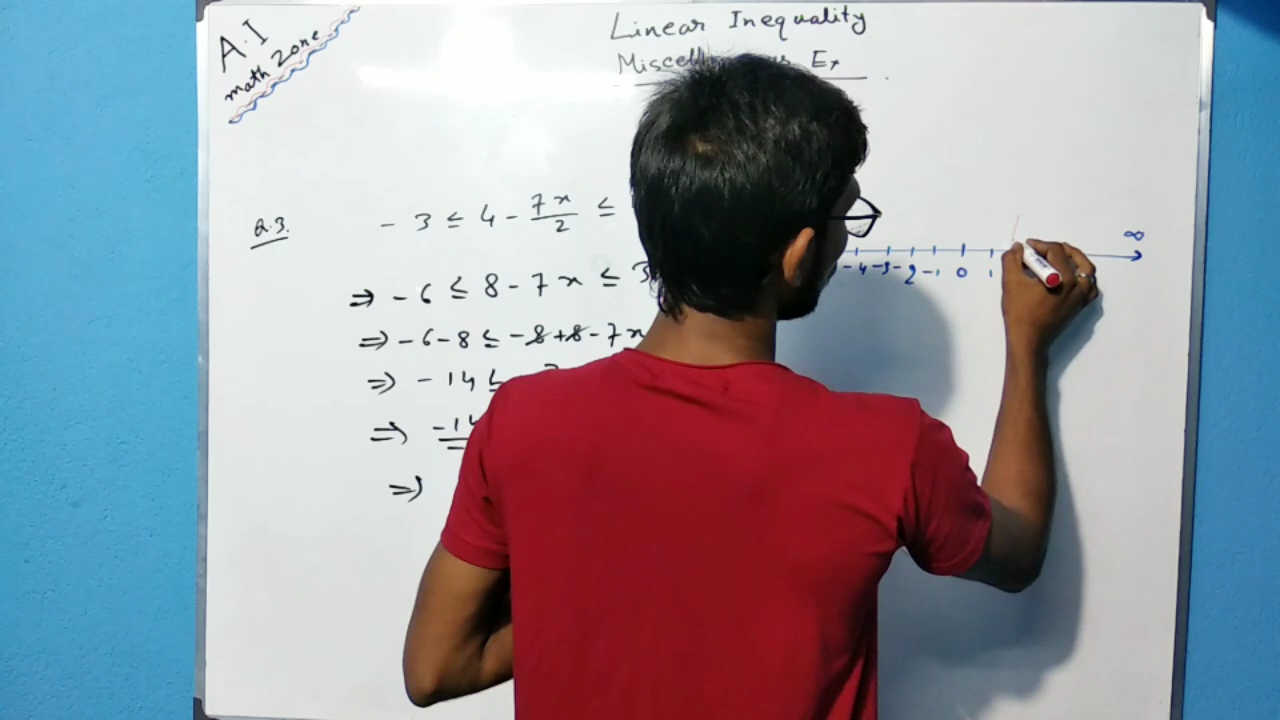 A.I
math Zone
Linear Inequality
Ex
Q.3. - 3 ≤ 4 - 7x/2 ≤
⇒ - 6 ≤ 8 - 7x ≤ 3
⇒ - 6 - 8 ≤ - 8 + 8 - 7x
⇒ - 14 ≤
⇒ -14
⇒
∞
-4 -3 -2 -1 0 1